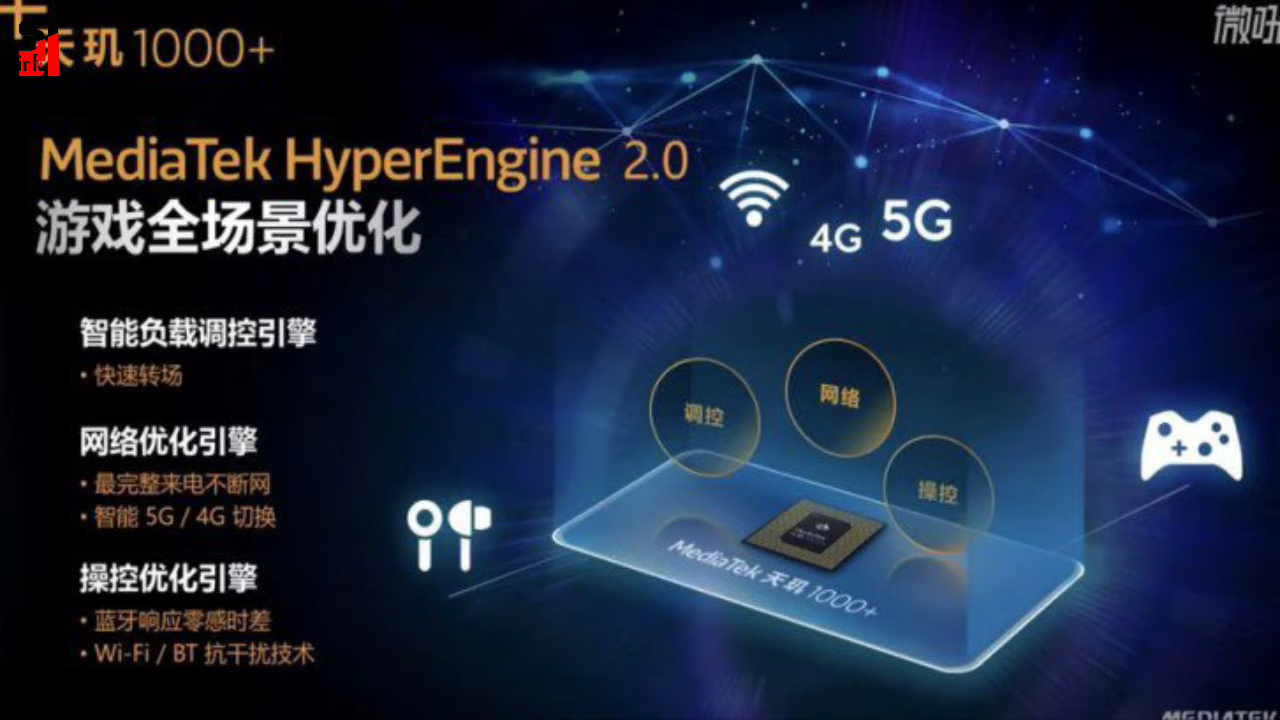 天玑 1000+
微吼
MediaTek HyperEngine 2.0
游戏全场景优化
4G 5G
智能负载调控引擎
• 快速转场
网络优化引擎
• 最完整来电不断网
• 智能 5G / 4G 切换
操控优化引擎
• 蓝牙响应零感时差
• Wi-Fi / BT 抗干扰技术
调控
网络
操控
MediaTek 天玑 1000+
MEDIATEK